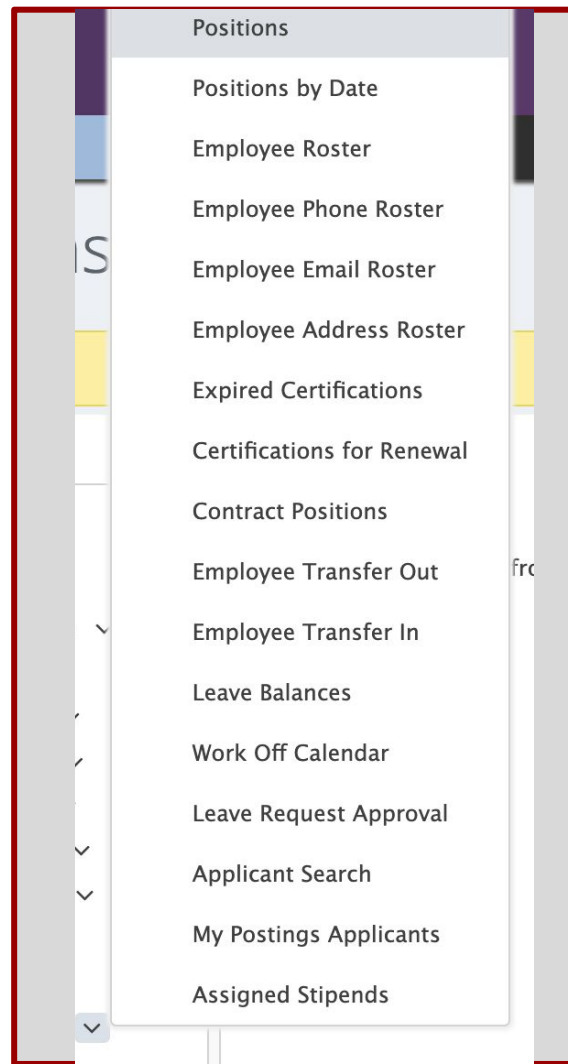 Positions
Positions by Date
Employee Roster
Employee Phone Roster
Employee Email Roster
Employee Address Roster
Expired Certifications
Certifications for Renewal
Contract Positions
Employee Transfer Out
Employee Transfer In
Leave Balances
Work Off Calendar
Leave Request Approval
Applicant Search
My Postings Applicants
Assigned Stipends